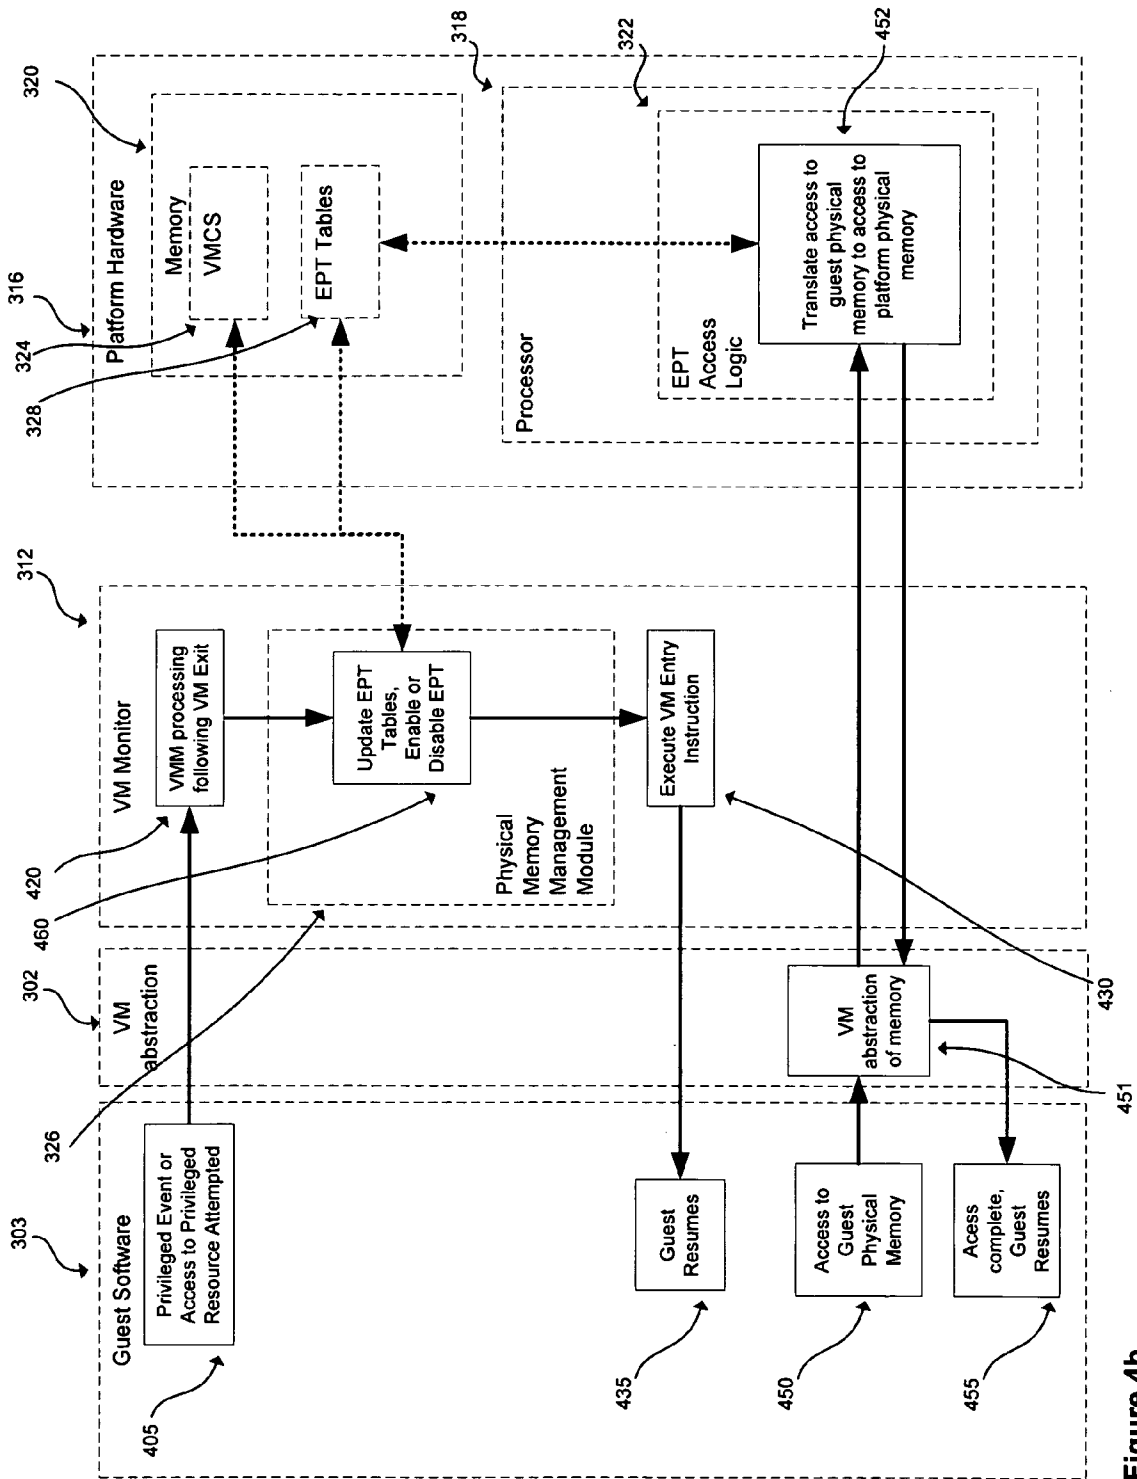 303
302
312
316
320
318
322
452
Guest Software
Privileged Event or
Access to Privileged
Resource Attempted
405
326
460
420
VM
abstraction
VM Monitor
VMM processing
following VM Exit
Update EPT
Tables,
Enable or
Disable EPT
Physical
Memory
Management
Module
Execute VM Entry
Instruction
430
Platform Hardware
324
328
Memory
VMCS
EPT Tables
Processor
EPT
Access
Logic
Translate access to
guest physical
memory to access to
platform physical
memory
Guest
Resumes
435
Access to
Guest
Physical
Memory
450
VM
abstraction
of memory
451
Acess
complete,
Guest
Resumes
455
Figure 4b